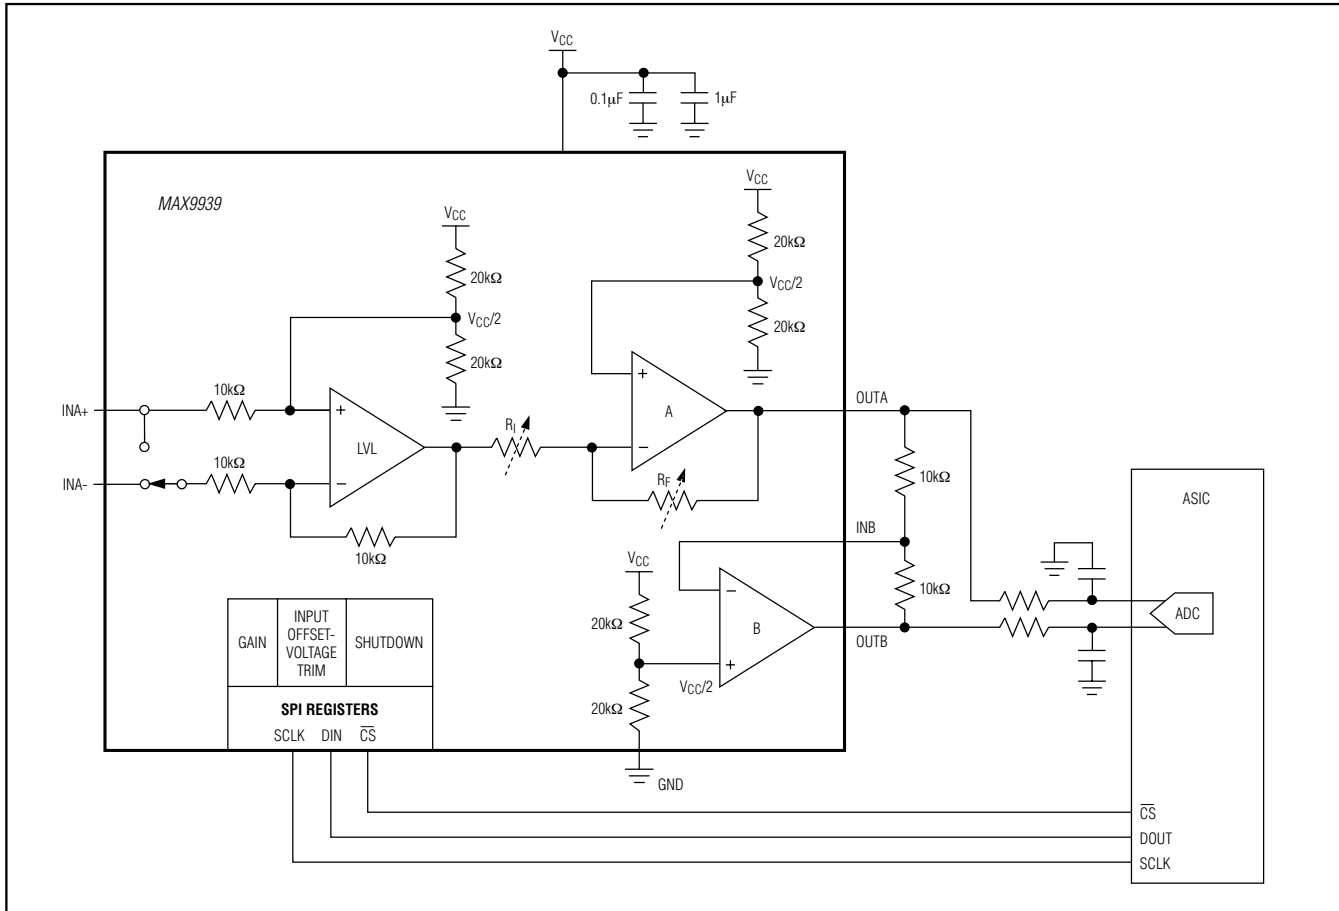 V_CC
0.1µF
1µF
MAX9939
V_CC
20kΩ
V_CC/2
20kΩ
V_CC
20kΩ
V_CC/2
20kΩ
INA+
10kΩ
+
LVL
−
INA-
10kΩ
10kΩ
R_I
+
A
−
R_F
OUTA
10kΩ
INB
10kΩ
V_CC
20kΩ
20kΩ
V_CC/2
−
B
+
OUTB
GND
ASIC
ADC
GAIN
INPUT
OFFSET-
VOLTAGE
TRIM
SHUTDOWN
SPI REGISTERS
SCLK DIN C̅S̅
C̅S̅
DOUT
SCLK